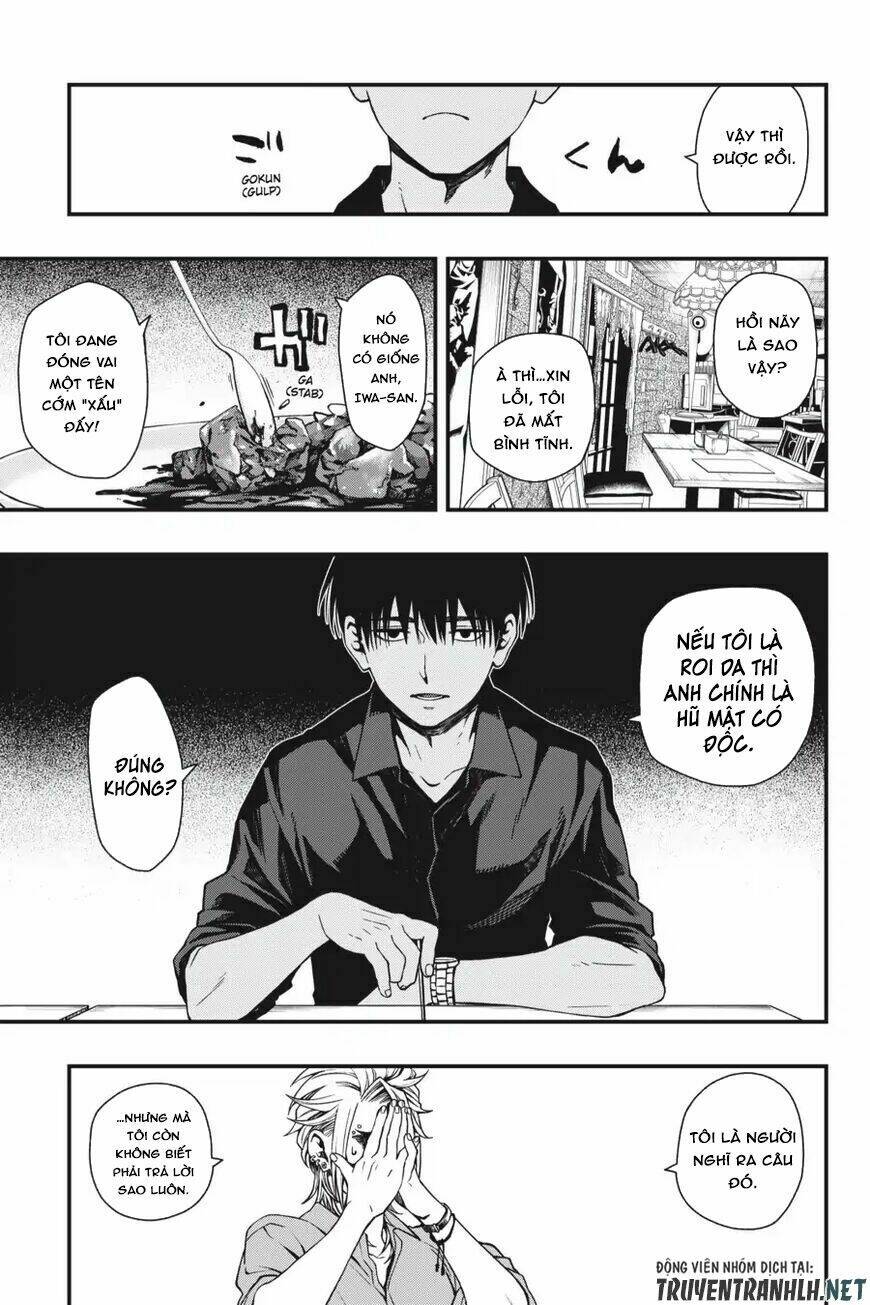 VẬY THÌ
ĐƯỢC RỒI.
ゴ
くん
GOKUN
(GULP)
HỒI NÃY
LÀ SAO
VẬY?
À THÌ...XIN
LỖI, TÔI
ĐÃ MẤT
BÌNH TĨNH.
NÓ
KHÔNG
CÓ GIỐNG
ANH,
IWA-SAN.
ガ
GA
(STAB)
TÔI ĐANG
ĐÓNG VAI
MỘT TÊN
CỚM "XẤU"
ĐẤY!
NẾU TÔI LÀ
ROI DA THÌ
ANH CHÍNH LÀ
HŨ MẬT CÓ
ĐỘC.
ĐÚNG
KHÔNG?
TÔI LÀ NGƯỜI
NGHĨ RA CÂU
ĐÓ.
...NHƯNG MÀ
TÔI CÒN
KHÔNG BIẾT
PHẢI TRẢ LỜI
SAO LUÔN.
ĐỘNG VIÊN NHÓM DỊCH TẠI:
TRUYENTRANHLH.NET